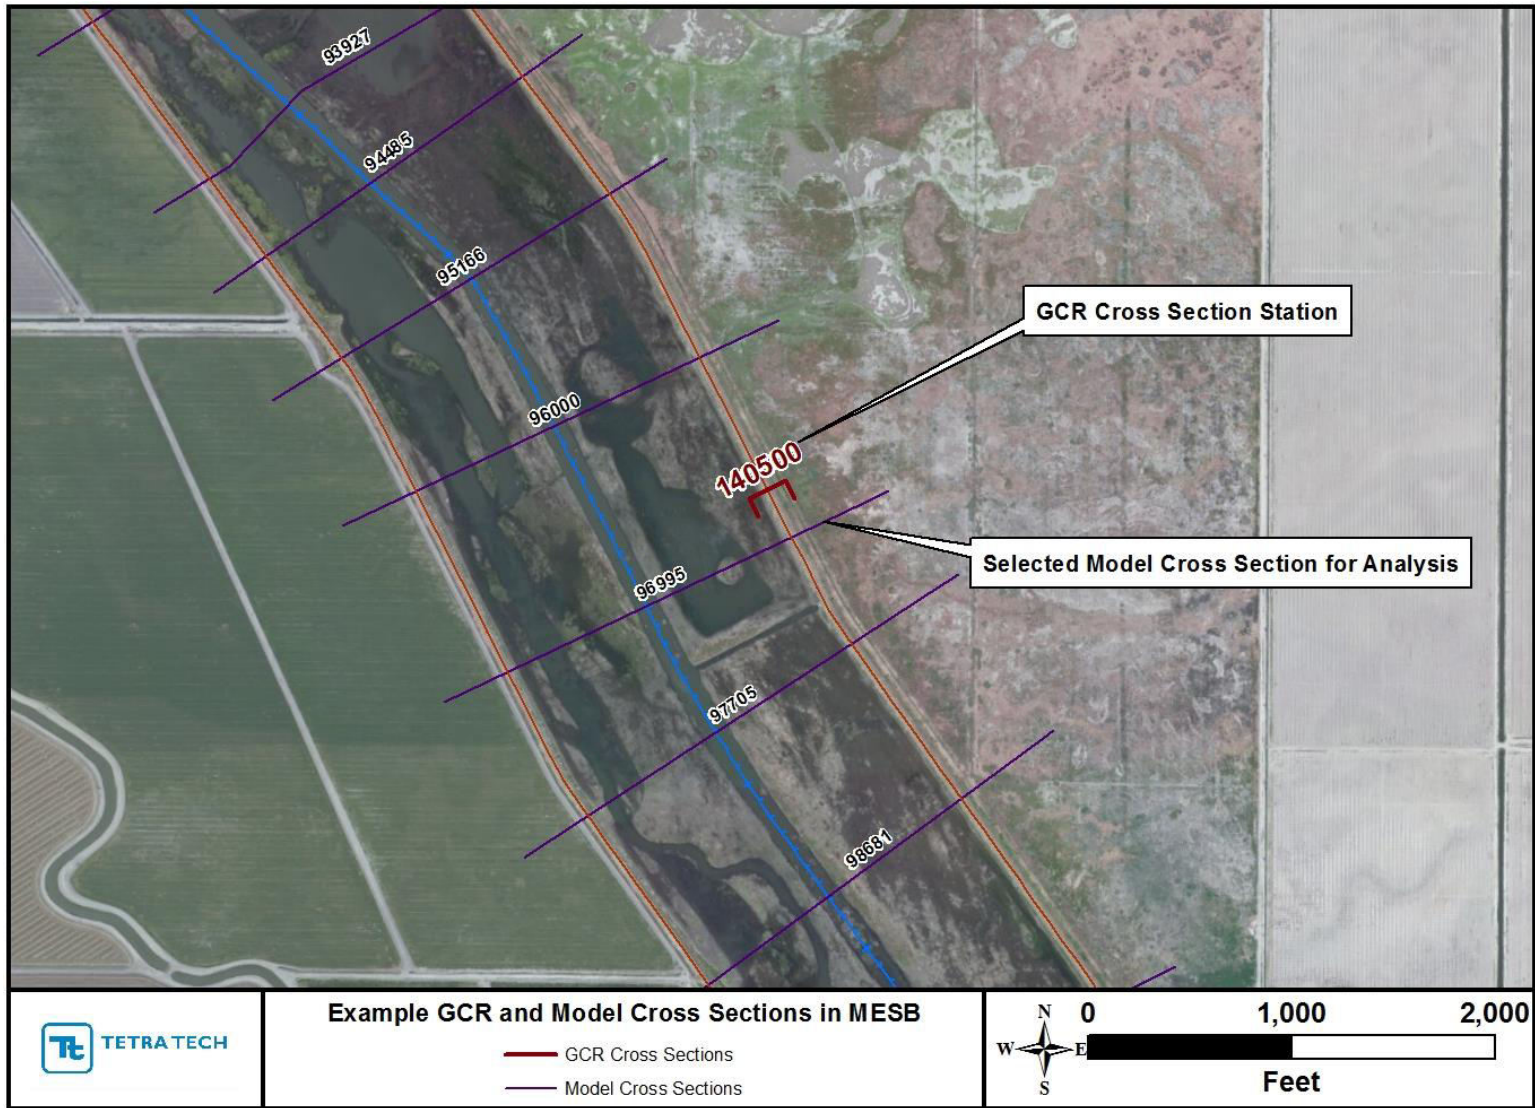 93927
94485
95166
GCR Cross Section Station
96000
140500
Selected Model Cross Section for Analysis
96995
97705
98681
Tt TETRA TECH
Example GCR and Model Cross Sections in MESB
GCR Cross Sections
Model Cross Sections
N
W E
S
0 1,000 2,000
Feet